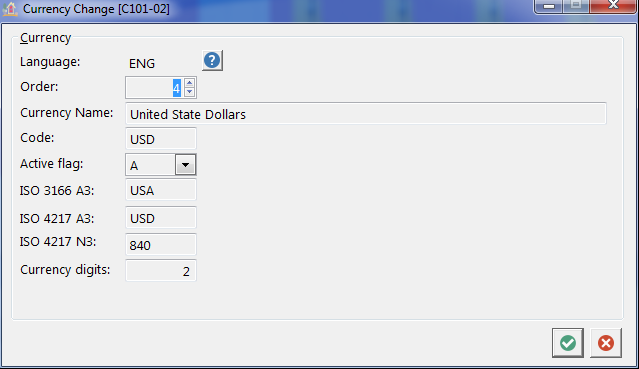 Currency Change [C101-02]
Currency
Language: ENG ?
Order: 4
Currency Name: United State Dollars
Code: USD
Active flag: A
ISO 3166 A3: USA
ISO 4217 A3: USD
ISO 4217 N3: 840
Currency digits: 2